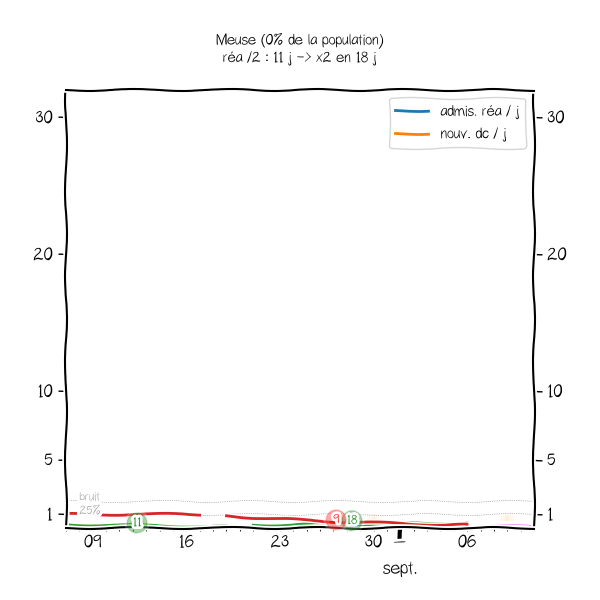 Meuse (0% de la population)
réa /2 : 11 j -> x2 en 18 j
admis. réa / j
nouv. dc / j
30 30
20 20
10 10
5 5
... bruit
25%
1 1
11 9 18
09 16 23 30 06
sept.